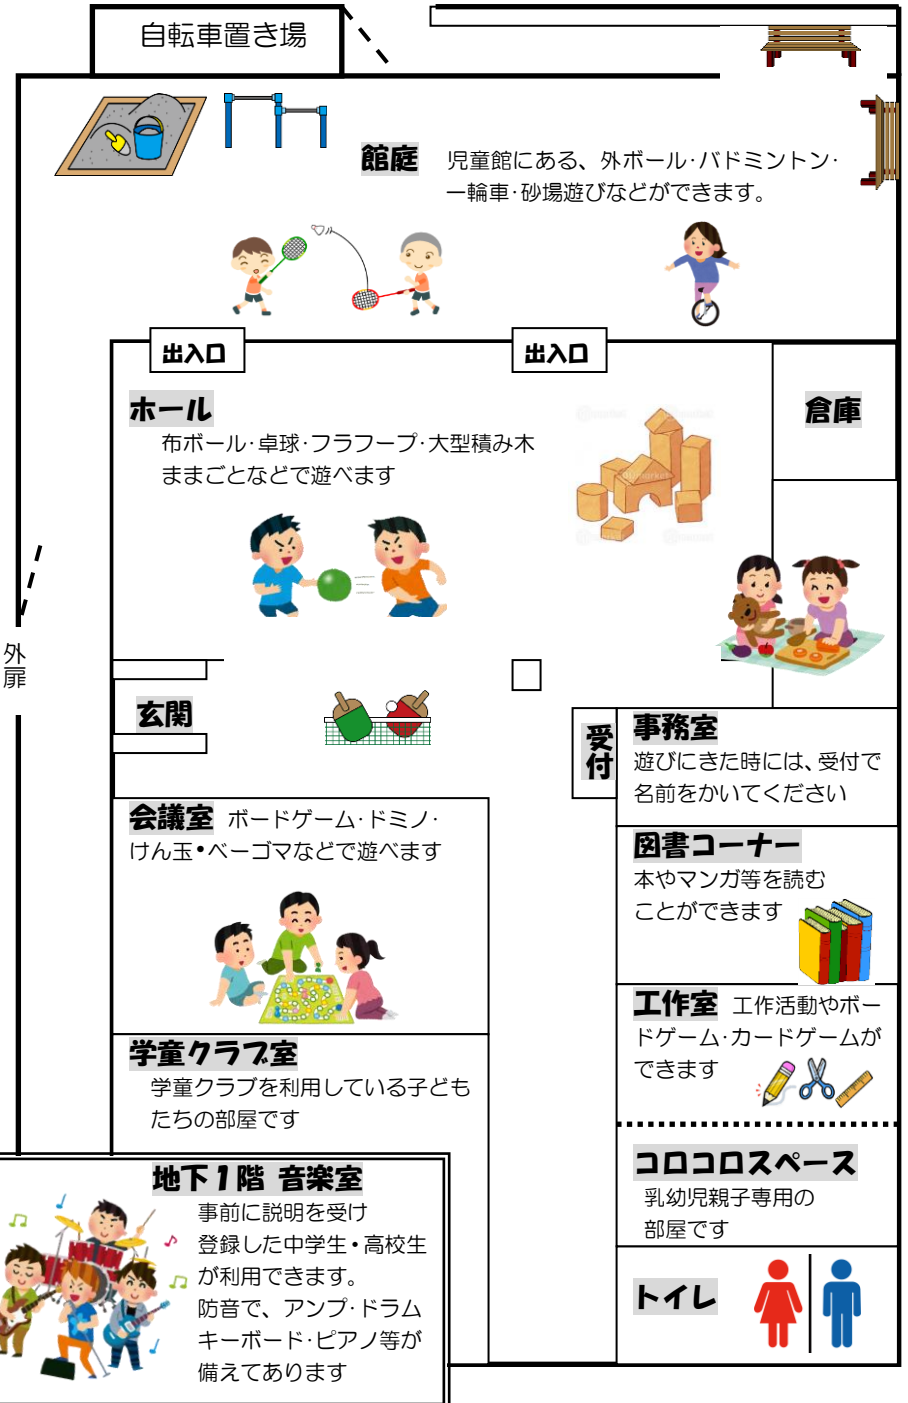 自転車置き場
館庭
児童館にある、外ボール・バドミントン・
一輪車・砂場遊びなどができます。
出入口
出入口
ホール
布ボール・卓球・フラフープ・大型積み木
ままごとなどで遊べます
倉庫
外扉
玄関
受付
事務室
遊びにきた時には、受付で
名前をかいてください
会議室 ボードゲーム・ドミノ・
けん玉•ベーゴマなどで遊べます
図書コーナー
本やマンガ等を読む
ことができます
工作室 工作活動やボー
ドゲーム・カードゲームが
できます
学童クラブ室
学童クラブを利用している子ども
たちの部屋です
コロコロスペース
乳幼児親子専用の
部屋です
地下1階 音楽室
事前に説明を受け
登録した中学生・高校生
が利用できます。
防音で、アンプ・ドラム
キーボード・ピアノ等が
備えてあります
トイレ